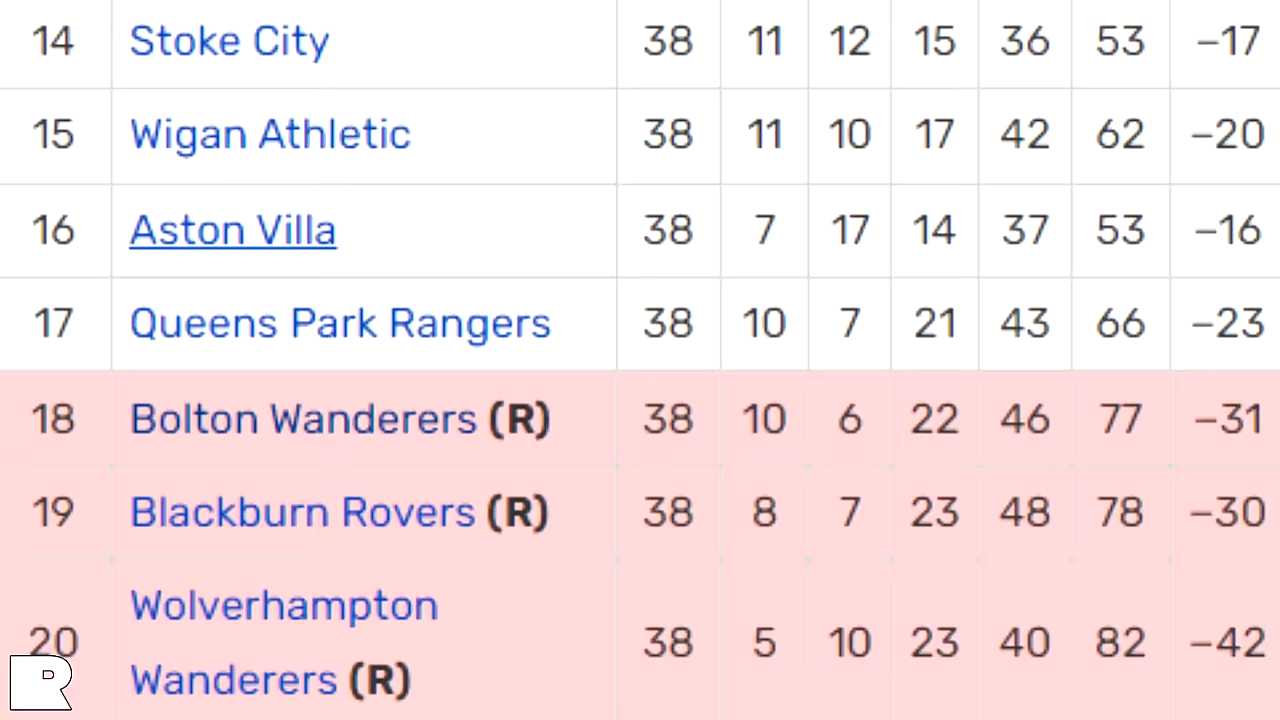 14 Stoke City 38 11 12 15 36 53 −17
15 Wigan Athletic 38 11 10 17 42 62 −20
16 Aston Villa 38 7 17 14 37 53 −16
17 Queens Park Rangers 38 10 7 21 43 66 −23
18 Bolton Wanderers (R) 38 10 6 22 46 77 −31
19 Blackburn Rovers (R) 38 8 7 23 48 78 −30
20 Wolverhampton 38 5 10 23 40 82 −42
Wanderers (R)
R